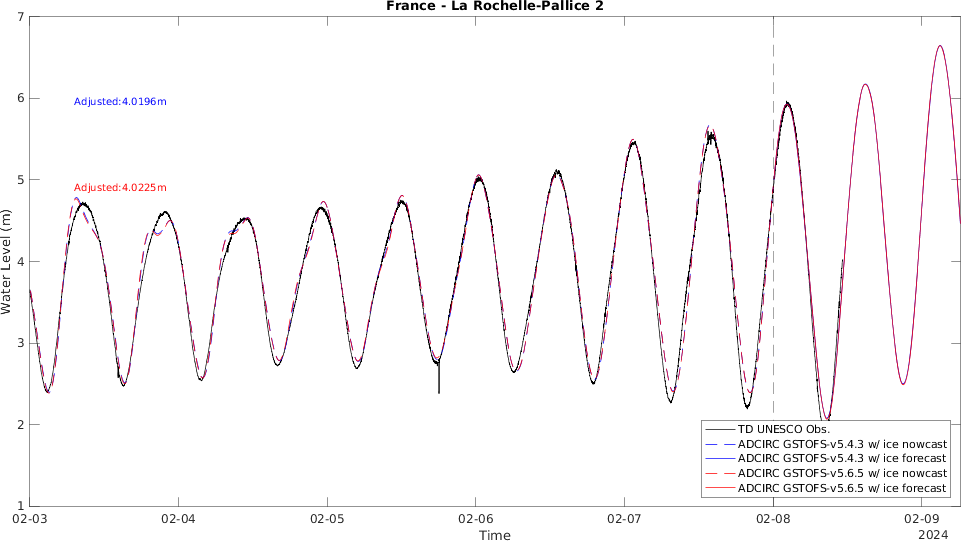 France - La Rochelle-Pallice 2
7
6
5
4
3
2
1
Water Level (m)
Adjusted:4.0196m
Adjusted:4.0225m
TD UNESCO Obs.
ADCIRC GSTOFS-v5.4.3 w/ ice nowcast
ADCIRC GSTOFS-v5.4.3 w/ ice forecast
ADCIRC GSTOFS-v5.6.5 w/ ice nowcast
ADCIRC GSTOFS-v5.6.5 w/ ice forecast
02-03 02-04 02-05 02-06 02-07 02-08 02-09
Time
2024